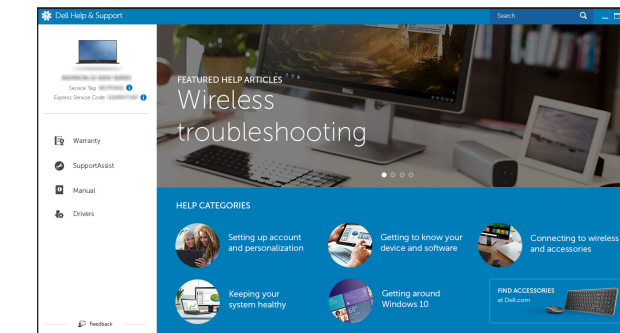 Dell Help & Support
Search
Service Tag
Express Service Code
Warranty
SupportAssist
Manual
Drivers
Feedback
FEATURED HELP ARTICLES
Wireless
troubleshooting
HELP CATEGORIES
Setting up account
and personalization
Getting to know your
device and software
Connecting to wireless
and accessories
Keeping your
system healthy
Getting around
Windows 10
FIND ACCESSORIES
at Dell.com